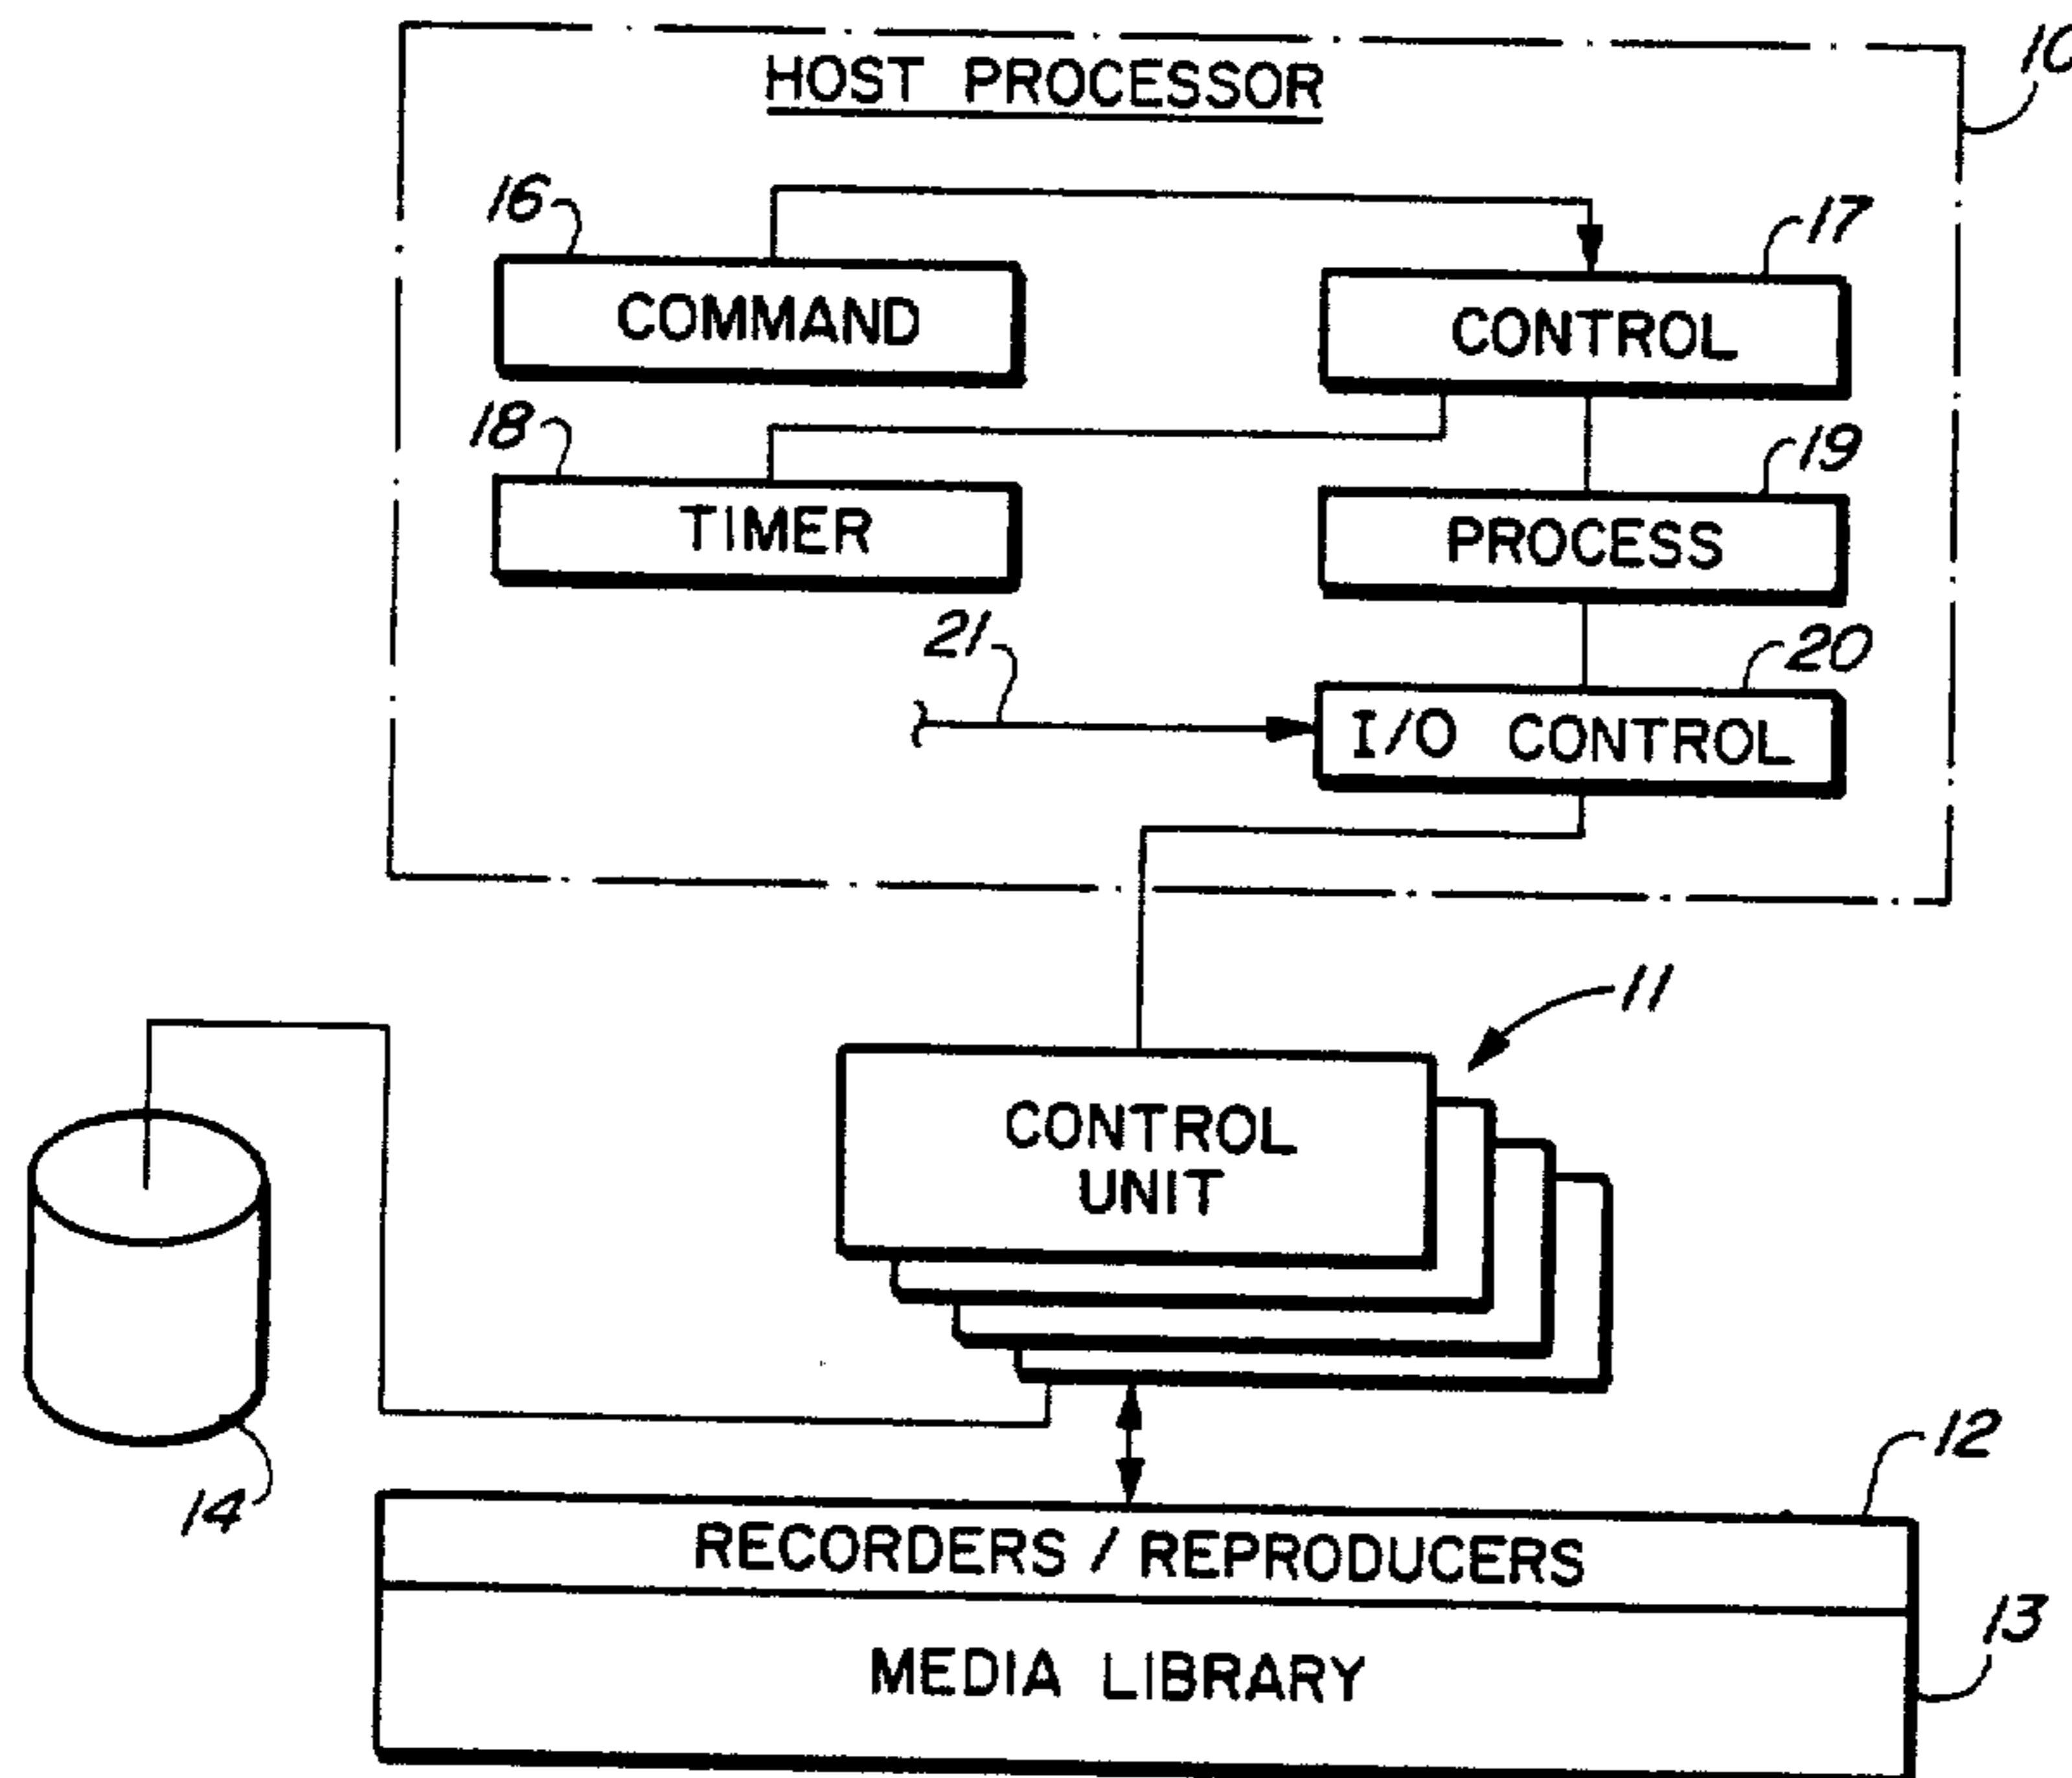 10
HOST PROCESSOR
16
17
COMMAND
CONTROL
18
19
TIMER
PROCESS
21
20
I/O CONTROL
11
CONTROL
UNIT
14
12
RECORDERS / REPRODUCERS
13
MEDIA LIBRARY